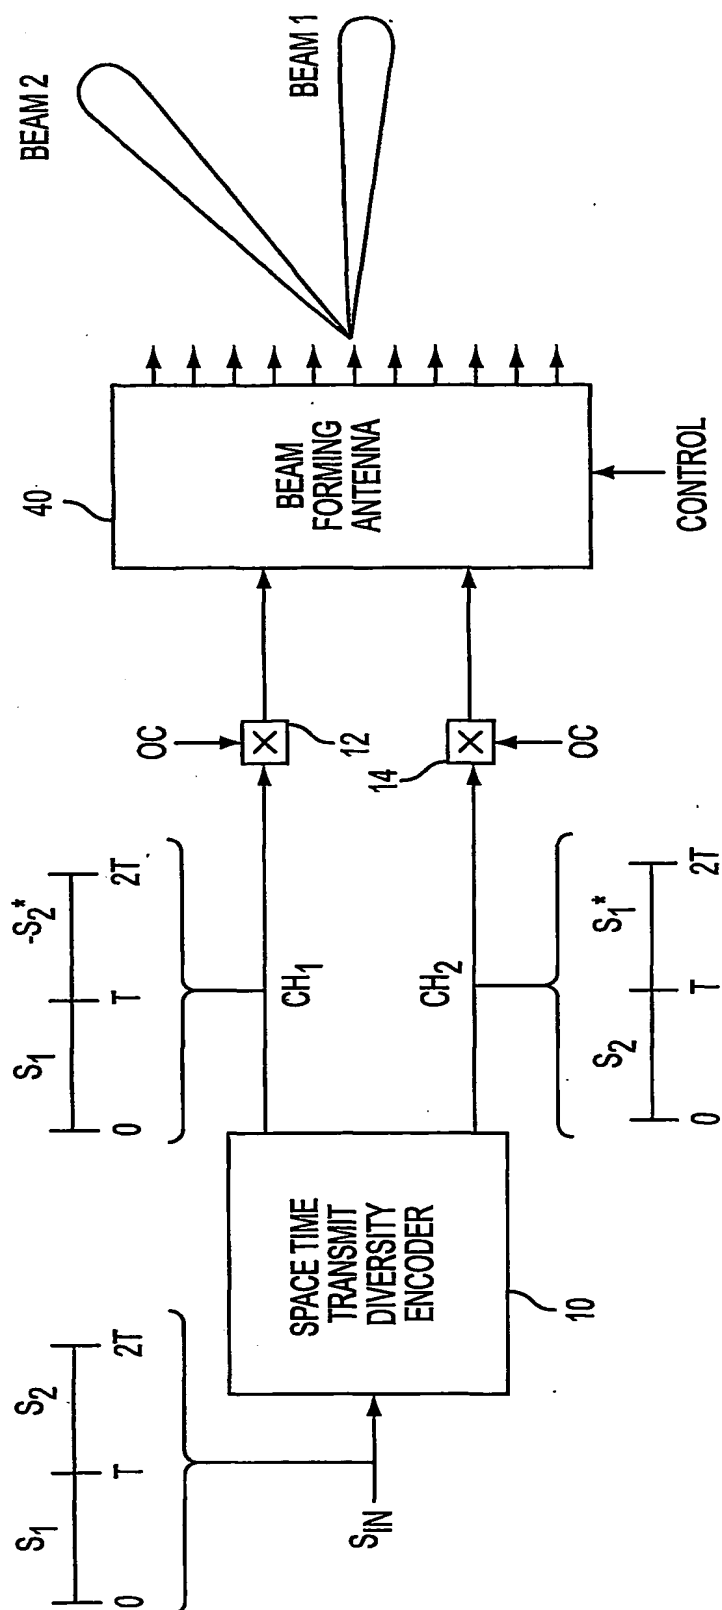 S1 S2
0 T 2T
SIN
SPACE TIME
TRANSMIT
DIVERSITY
ENCODER
10
S1 -S2*
0 T 2T
CH1
CH2
S2 S1*
0 T 2T
OC
12
14
OC
40
BEAM
FORMING
ANTENNA
CONTROL
BEAM 2
BEAM 1